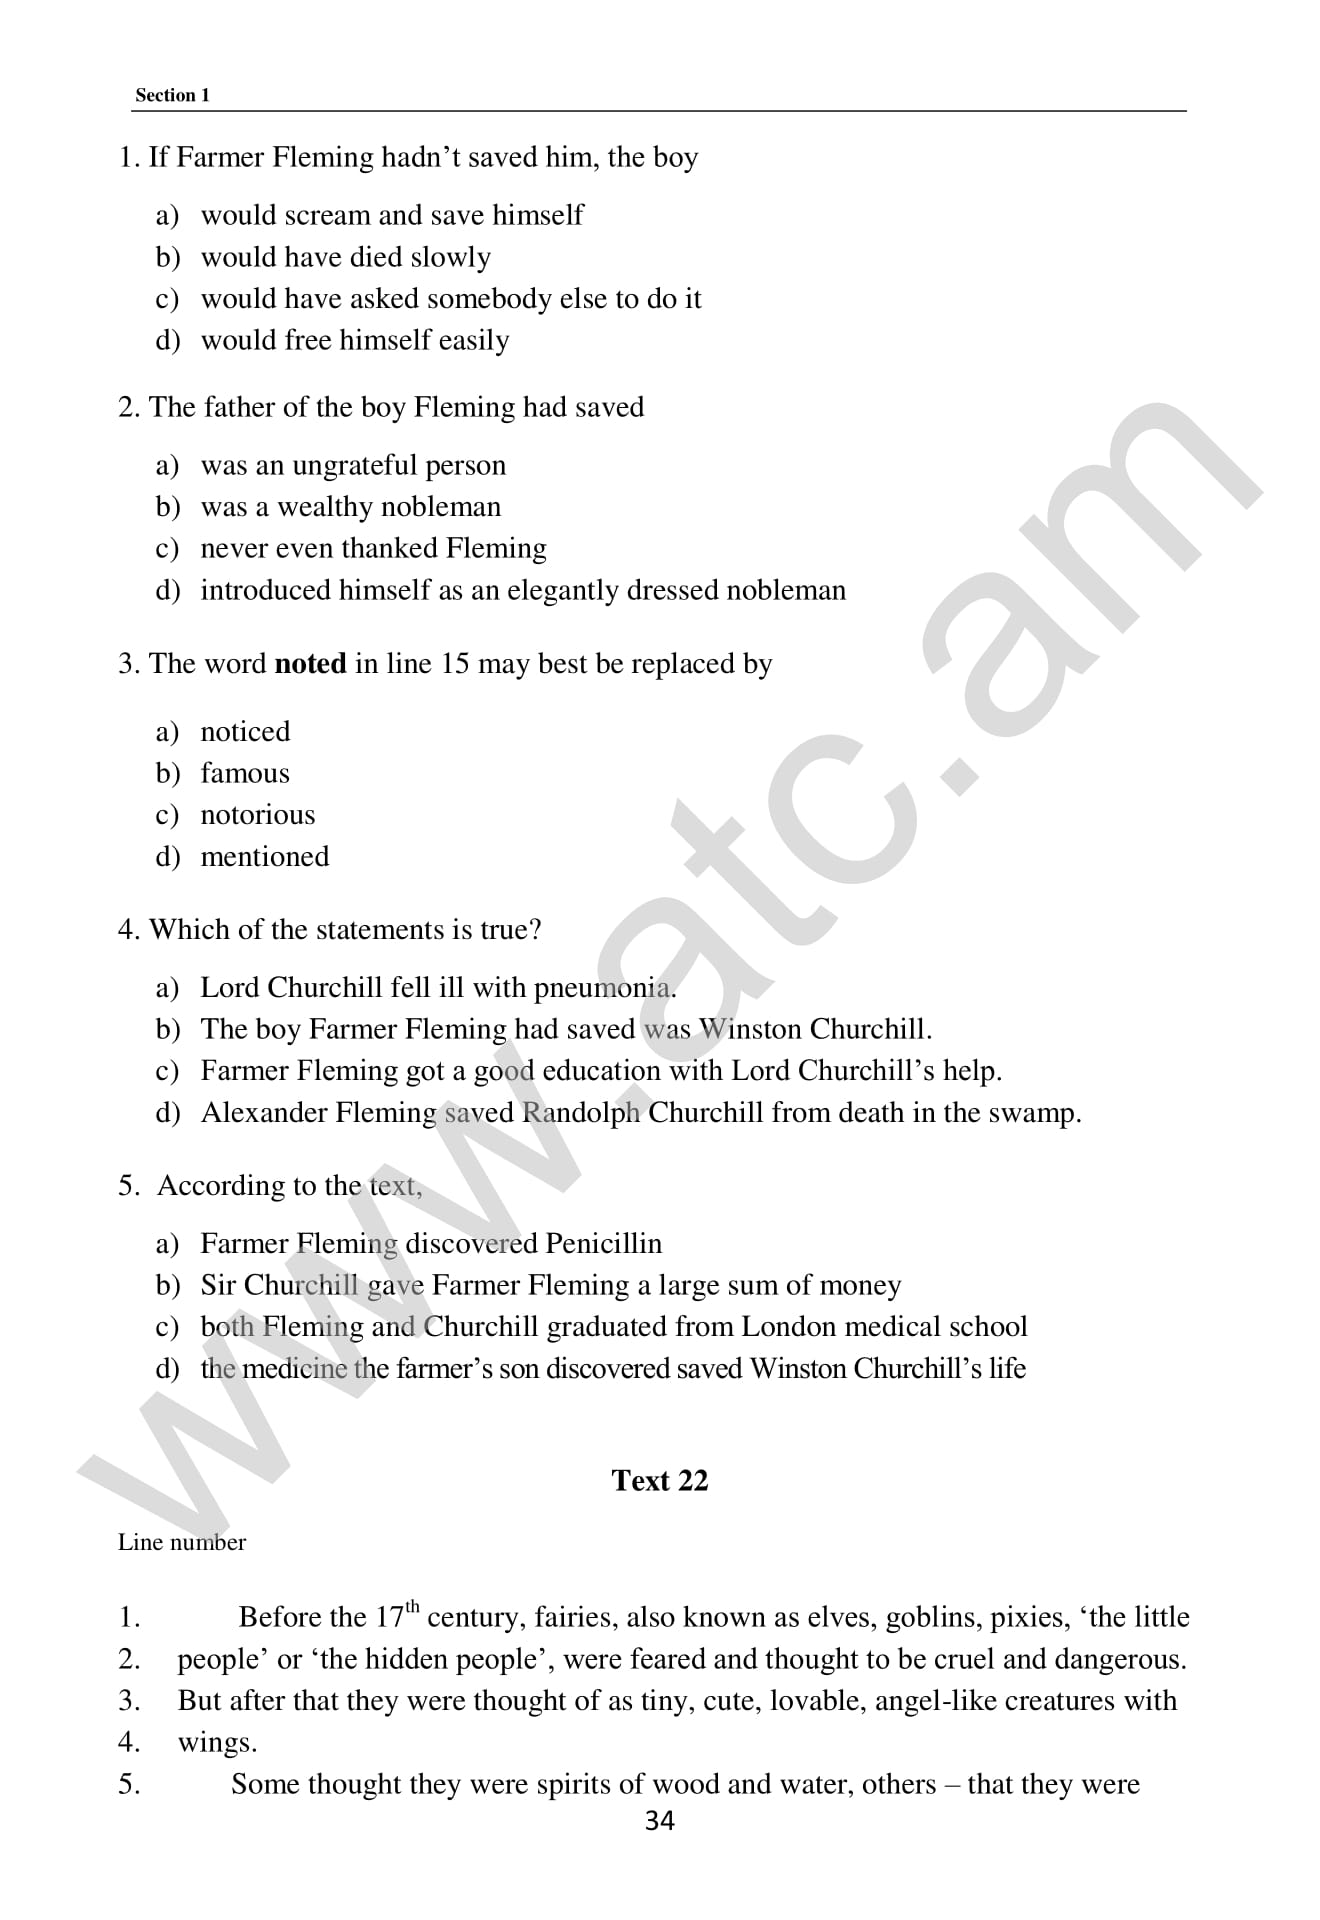 Section 1
1. If Farmer Fleming hadn’t saved him, the boy
a) would scream and save himself
b) would have died slowly
c) would have asked somebody else to do it
d) would free himself easily
2. The father of the boy Fleming had saved
a) was an ungrateful person
b) was a wealthy nobleman
c) never even thanked Fleming
d) introduced himself as an elegantly dressed nobleman
3. The word noted in line 15 may best be replaced by
a) noticed
b) famous
c) notorious
d) mentioned
4. Which of the statements is true?
a) Lord Churchill fell ill with pneumonia.
b) The boy Farmer Fleming had saved was Winston Churchill.
c) Farmer Fleming got a good education with Lord Churchill’s help.
d) Alexander Fleming saved Randolph Churchill from death in the swamp.
5. According to the text,
a) Farmer Fleming discovered Penicillin
b) Sir Churchill gave Farmer Fleming a large sum of money
c) both Fleming and Churchill graduated from London medical school
d) the medicine the farmer’s son discovered saved Winston Churchill’s life
Text 22
Line number
1. Before the 17th century, fairies, also known as elves, goblins, pixies, ‘the little
2. people’ or ‘the hidden people’, were feared and thought to be cruel and dangerous.
3. But after that they were thought of as tiny, cute, lovable, angel-like creatures with
4. wings.
5. Some thought they were spirits of wood and water, others – that they were
34
www.atc.am